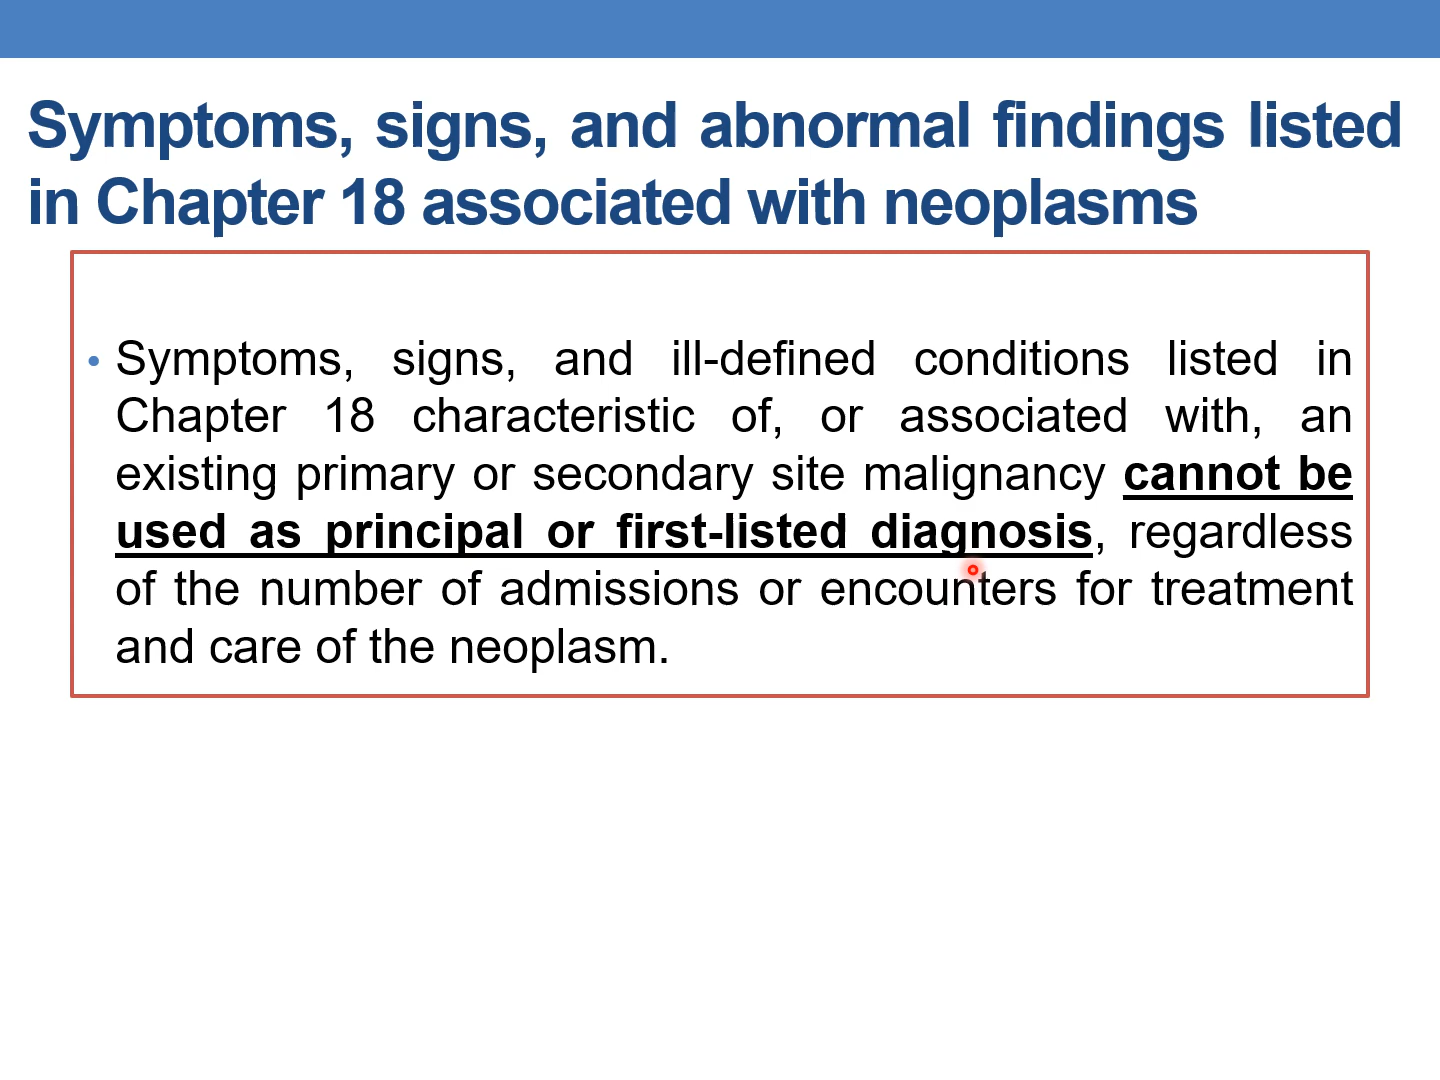 Symptoms, signs, and abnormal findings listed
in Chapter 18 associated with neoplasms
• Symptoms, signs, and ill-defined conditions listed in
Chapter 18 characteristic of, or associated with, an
existing primary or secondary site malignancy cannot be
used as principal or first-listed diagnosis, regardless
of the number of admissions or encounters for treatment
and care of the neoplasm.